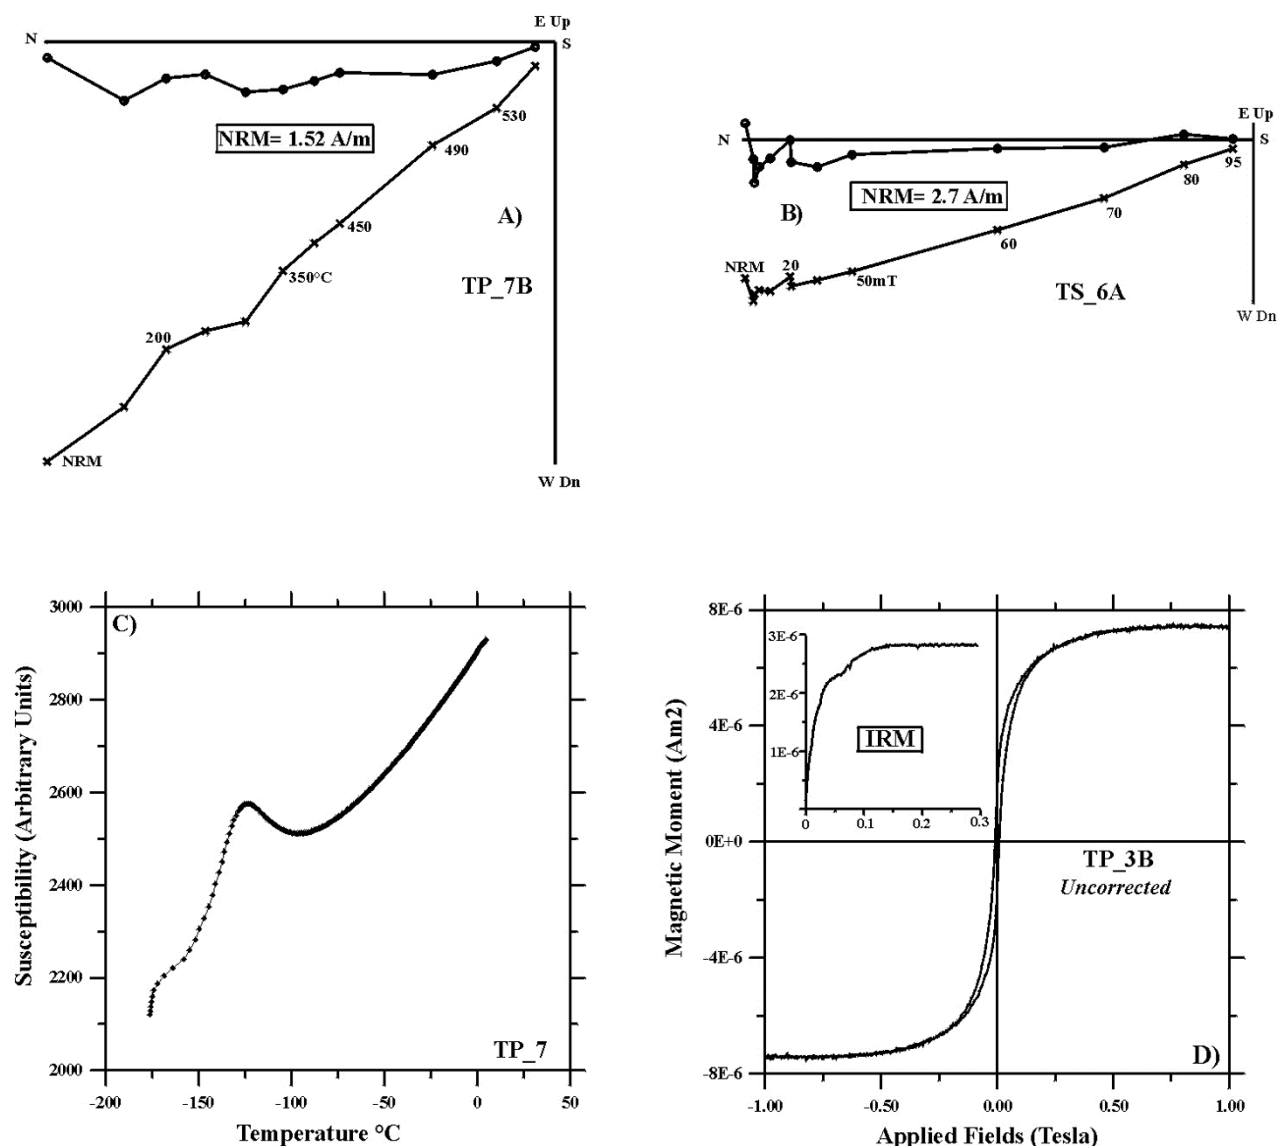 E Up
N
S
530
NRM= 1.52 A/m
490
A)
450
350°C
TP_7B
200
NRM
W Dn
E Up
N
S
95
80
NRM= 2.7 A/m
B)
70
60
NRM
20
50mT
TS_6A
W Dn
3000
C)
2800
2600
2400
2200
2000
TP_7
-200
-150
-100
-50
0
50
Susceptibility (Arbitrary Units)
Temperature °C
8E-6
3E-6
2E-6
4E-6
IRM
1E-6
0
0.1
0.2
0.3
0E+0
TP_3B
Uncorrected
-4E-6
D)
-8E-6
-1.00
-0.50
0.00
0.50
1.00
Magnetic Moment (Am2)
Applied Fields (Tesla)